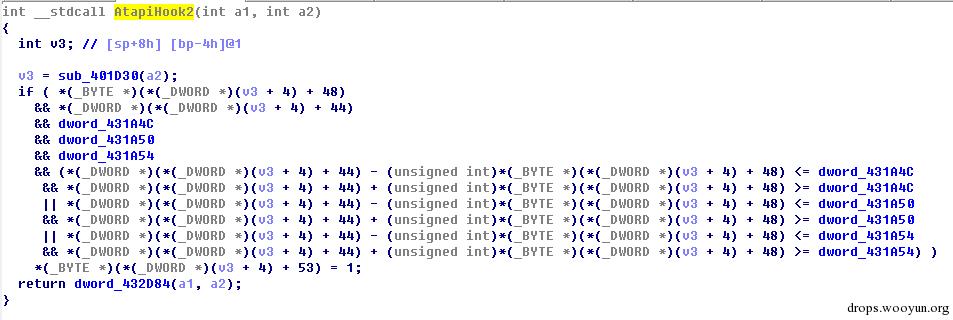 int __stdcall AtapiHook2(int a1, int a2)
{
  int v3; // [sp+8h] [bp-4h]@1

  v3 = sub_401D30(a2);
  if ( *(_BYTE *)(*(_DWORD *)(v3 + 4) + 48)
    && *(_DWORD *)(*(_DWORD *)(v3 + 4) + 44)
    && dword_431A4C
    && dword_431A50
    && dword_431A54
    && (*(_DWORD *)(*(_DWORD *)(v3 + 4) + 44) - (unsigned int)*(_BYTE *)(*(_DWORD *)(v3 + 4) + 48) <= dword_431A4C
     && *(_DWORD *)(*(_DWORD *)(v3 + 4) + 44) + (unsigned int)*(_BYTE *)(*(_DWORD *)(v3 + 4) + 48) >= dword_431A4C
     || *(_DWORD *)(*(_DWORD *)(v3 + 4) + 44) - (unsigned int)*(_BYTE *)(*(_DWORD *)(v3 + 4) + 48) <= dword_431A50
     && *(_DWORD *)(*(_DWORD *)(v3 + 4) + 44) + (unsigned int)*(_BYTE *)(*(_DWORD *)(v3 + 4) + 48) >= dword_431A50
     || *(_DWORD *)(*(_DWORD *)(v3 + 4) + 44) - (unsigned int)*(_BYTE *)(*(_DWORD *)(v3 + 4) + 48) <= dword_431A54
     && *(_DWORD *)(*(_DWORD *)(v3 + 4) + 44) + (unsigned int)*(_BYTE *)(*(_DWORD *)(v3 + 4) + 48) >= dword_431A54) )
    *(_BYTE *)(*(_DWORD *)(v3 + 4) + 53) = 1;
  return dword_432D84(a1, a2);
}
drops.wooyun.org